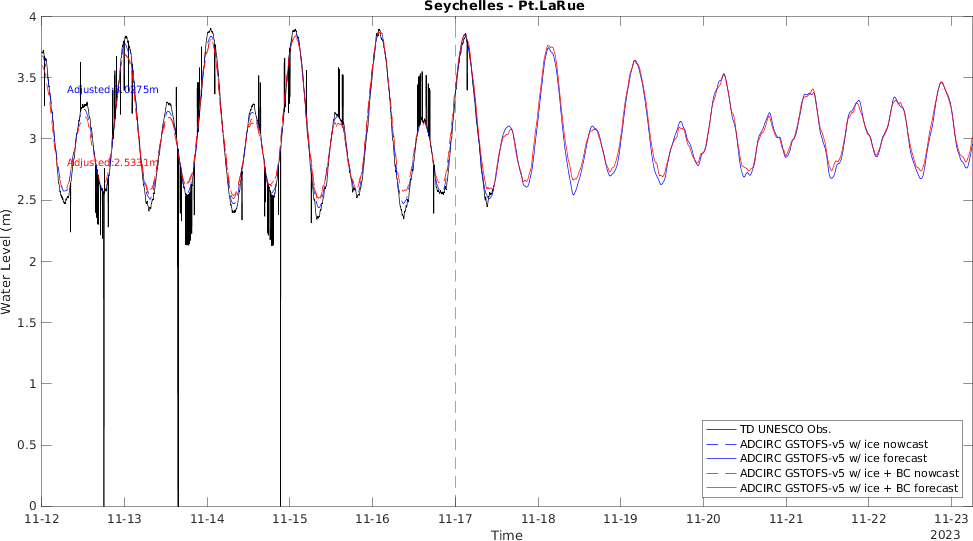 Seychelles - Pt.LaRue
4
3.5
3
2.5
2
1.5
1
0.5
0
Water Level (m)
Adjusted:2.5331m
11-12
11-13
11-14
11-15
11-16
11-17
11-18
11-19
11-20
11-21
11-22
11-23
2023
Time
TD UNESCO Obs.
ADCIRC GSTOFS-v5 w/ ice nowcast
ADCIRC GSTOFS-v5 w/ ice forecast
ADCIRC GSTOFS-v5 w/ ice + BC nowcast
ADCIRC GSTOFS-v5 w/ ice + BC forecast